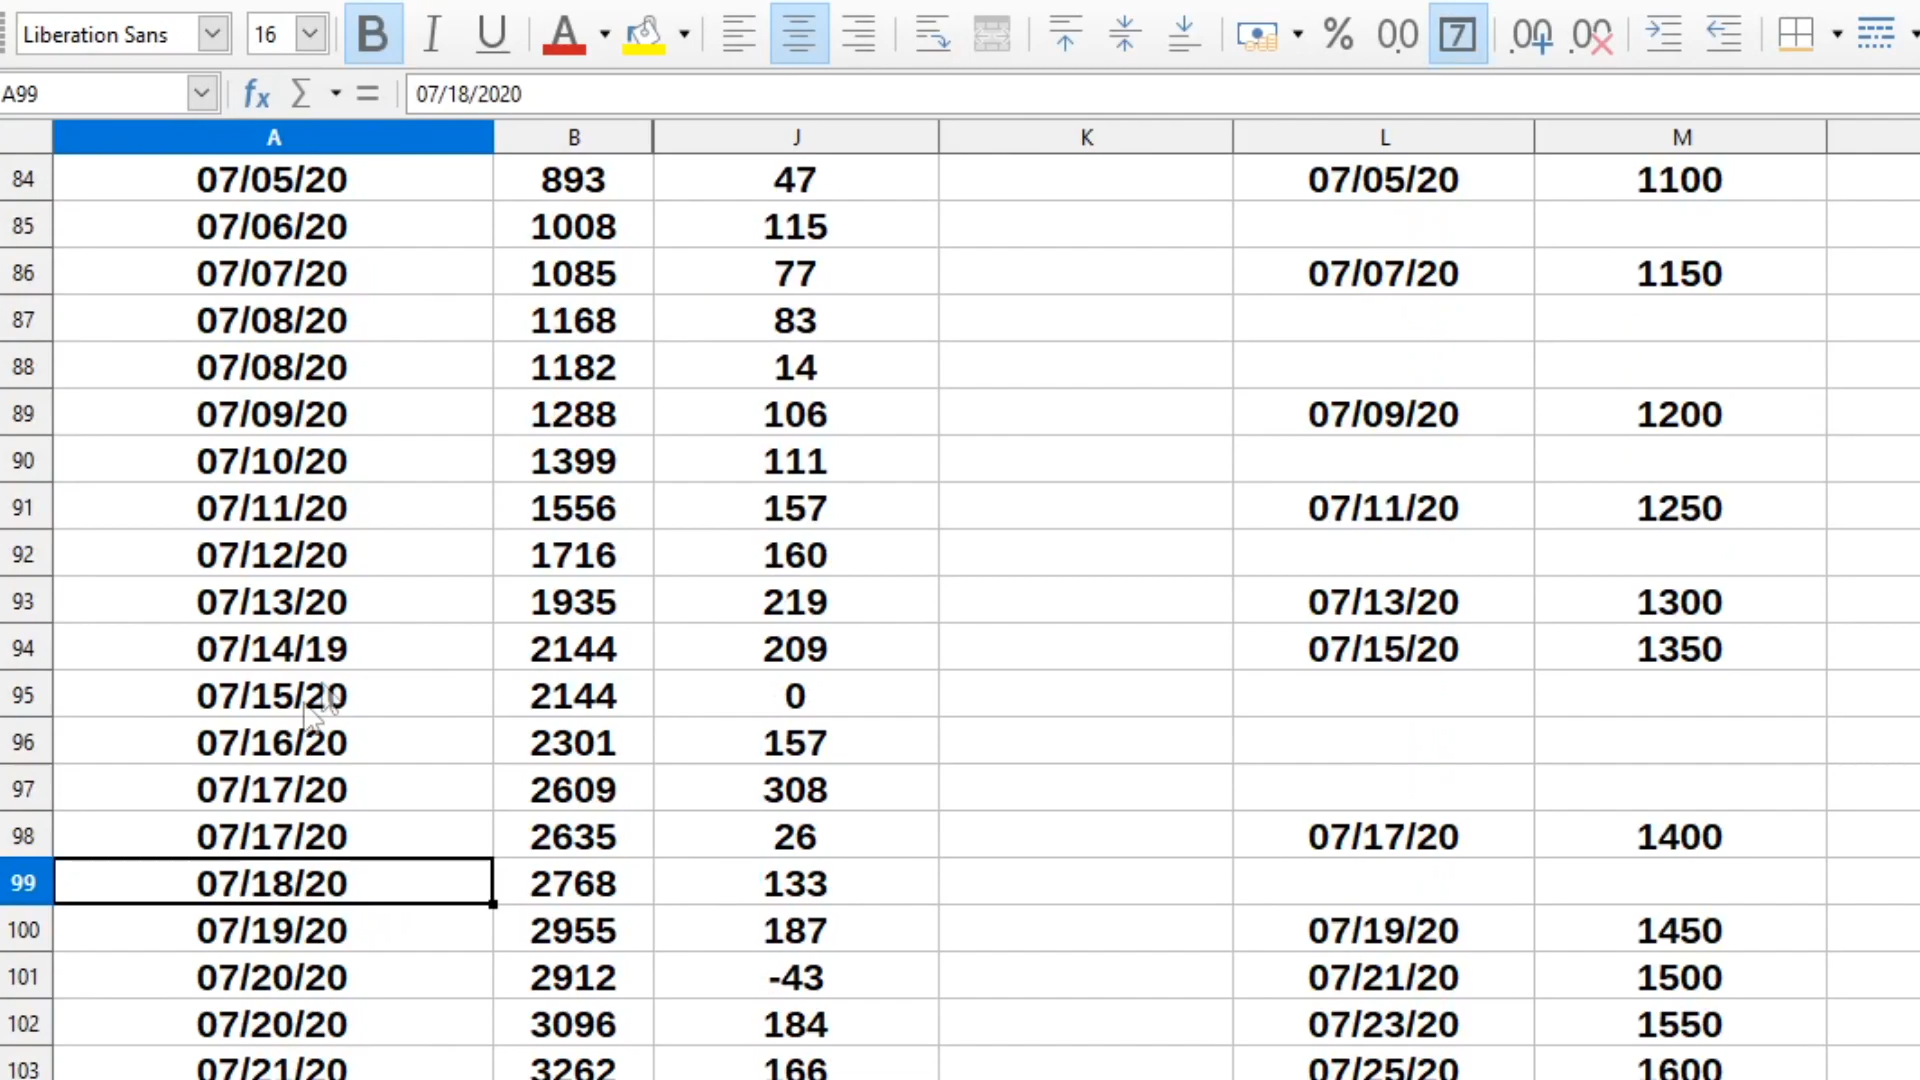 Liberation Sans 16 B I U A % 0.0 7 .00 .00
A99 fx Σ = 07/18/2020
A B J K L M
84 07/05/20 893 47 07/05/20 1100
85 07/06/20 1008 115
86 07/07/20 1085 77 07/07/20 1150
87 07/08/20 1168 83
88 07/08/20 1182 14
89 07/09/20 1288 106 07/09/20 1200
90 07/10/20 1399 111
91 07/11/20 1556 157 07/11/20 1250
92 07/12/20 1716 160
93 07/13/20 1935 219 07/13/20 1300
94 07/14/19 2144 209 07/15/20 1350
95 07/15/20 2144 0
96 07/16/20 2301 157
97 07/17/20 2609 308
98 07/17/20 2635 26 07/17/20 1400
99 07/18/20 2768 133
100 07/19/20 2955 187 07/19/20 1450
101 07/20/20 2912 -43 07/21/20 1500
102 07/20/20 3096 184 07/23/20 1550
103 07/21/20 3262 166 07/25/20 1600